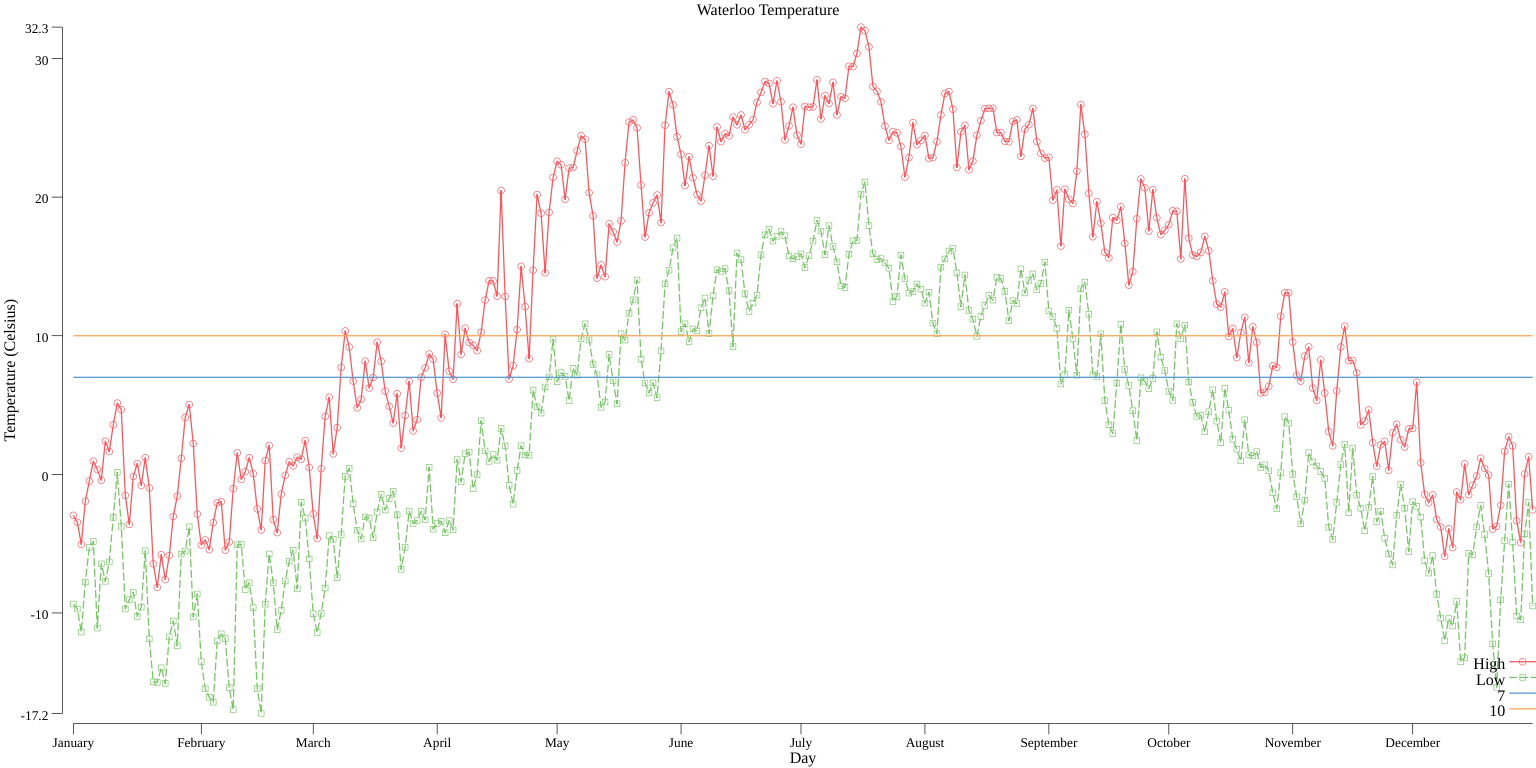 Waterloo Temperature
32.3
30
20
10
0
-10
-17.2
Temperature (Celsius)
High
Low
7
10
January February March April May June July August September October November December
Day